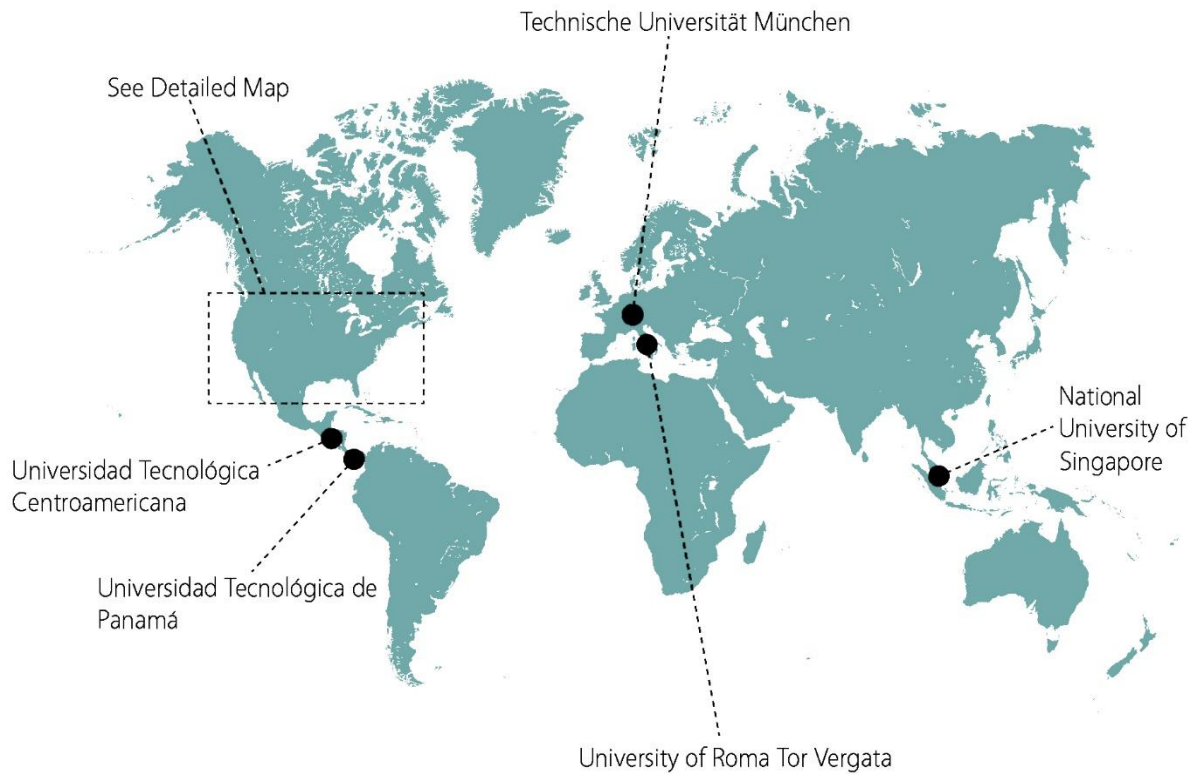 Technische Universität München
See Detailed Map
National
University of
Singapore
Universidad Tecnológica
Centroamericana
Universidad Tecnológica de
Panamá
University of Roma Tor Vergata